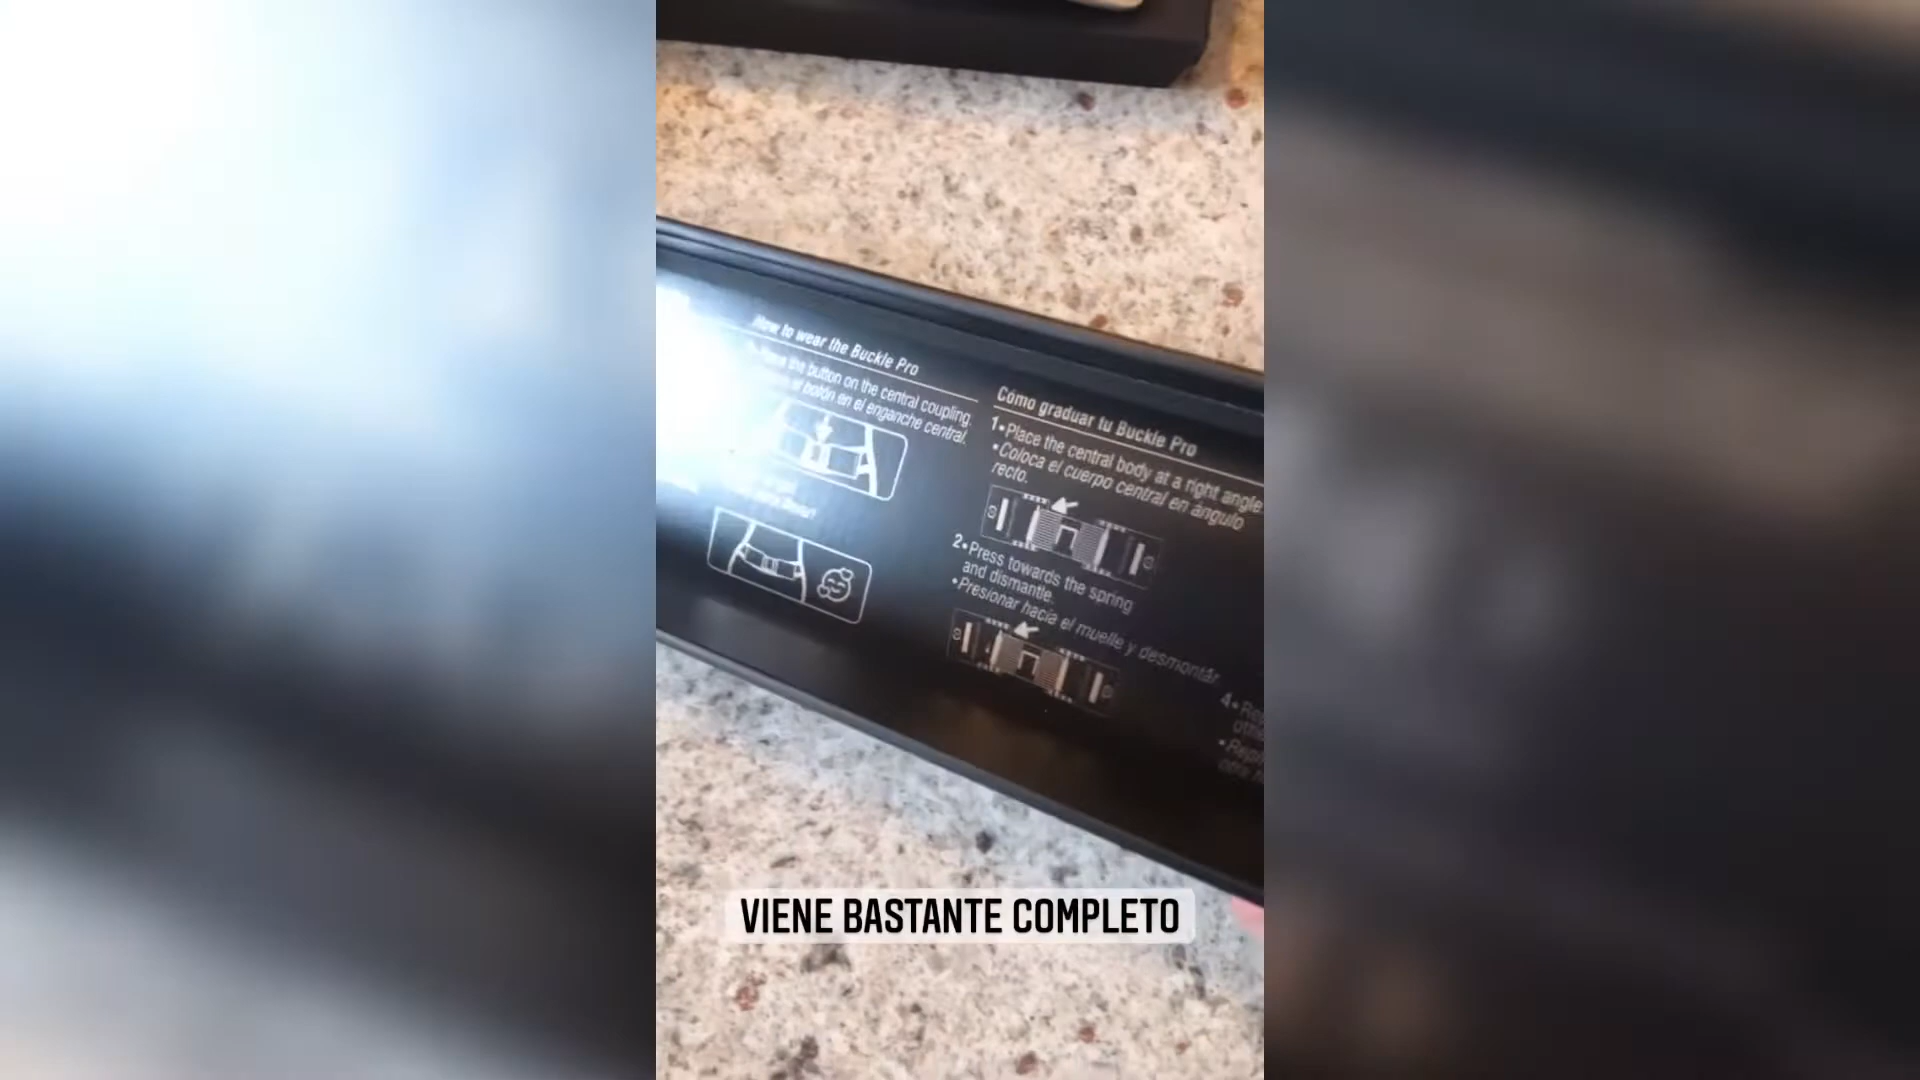 How to wear the Buckle Pro
the button on the central coupling.
botón en el enganche central.
Cómo graduar tu Buckle Pro
1•Place the central body at a right angle
•Coloca el cuerpo central en ángulo
recto.
2•Press towards the spring
and dismantle.
•Presionar hacia el muelle y desmontar
4•
VIENE BASTANTE COMPLETO